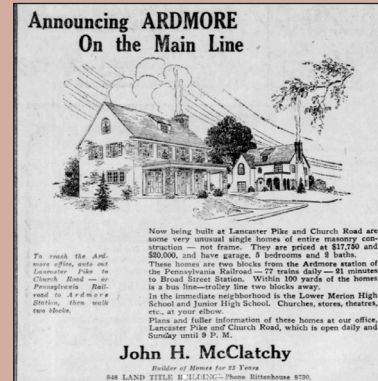 Announcing ARDMORE
On the Main Line
To reach the Ard-
more office, auto out
Lancaster Pike to
Church Road — or
Pennsylvania Rail-
road to Ardmore
Station, then walk
two blocks.
Now being built at Lancaster Pike and Church Road are
some very unusual single homes of entire masonry con-
struction — not frame. They are priced at $17,750 and
$20,000, and have garage, 5 bedrooms and 2 baths.
These homes are two blocks from the Ardmore station of
the Pennsylvania Railroad — 77 trains daily — 21 minutes
to Broad Street Station. Within 100 yards of the homes
is a bus line—trolley line two blocks away.
In the immediate neighborhood is the Lower Merion High
School and Junior High School. Churches, stores, theatres,
etc., at your elbow.
Plans and fuller information of these homes at our office,
Lancaster Pike and Church Road, which is open daily and
Sunday until 9 P. M.
John H. McClatchy
Builder of Homes for 25 Years
848 LAND TITLE BUILDING—Phone Rittenhouse 9730.